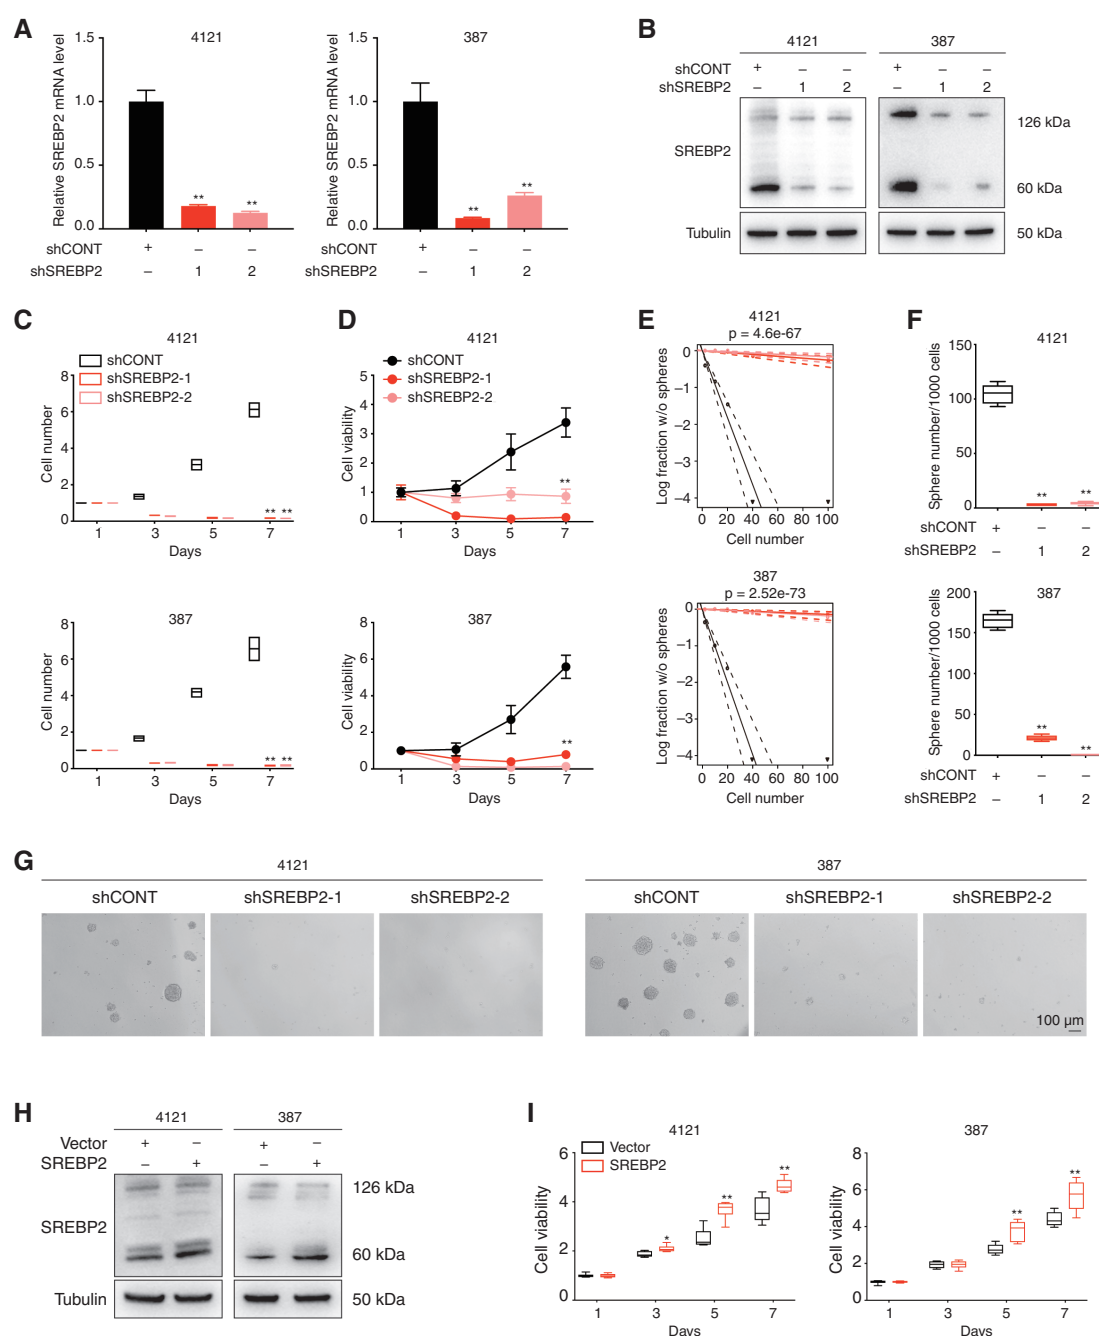 A
4121
387
Relative SREBP2 mRNA level
1.5
1.0
0.5
0.0
**
**
Relative SREBP2 mRNA level
1.5
1.0
0.5
0.0
**
**
shCONT + – – + – –
shSREBP2 – 1 2 – 1 2
B
4121
387
shCONT + – – + – –
shSREBP2 – 1 2 – 1 2
SREBP2
126 kDa
60 kDa
Tubulin
50 kDa
C
4121
shCONT
shSREBP2-1
shSREBP2-2
Cell number
8
6
4
2
0
** **
1 3 5 7
Days
387
Cell number
8
6
4
2
0
** **
1 3 5 7
Days
D
4121
shCONT
shSREBP2-1
shSREBP2-2
Cell viability
5
4
3
2
1
0
**
1 3 5 7
Days
387
Cell viability
8
6
4
2
0
**
1 3 5 7
Days
E
4121
p = 4.6e-67
Log fraction w/o spheres
0
–1
–2
–3
–4
0 20 40 60 80 100
Cell number
387
p = 2.52e-73
Log fraction w/o spheres
0
–1
–2
–3
–4
0 20 40 60 80 100
Cell number
F
4121
Sphere number/1000 cells
150
100
50
0
** **
shCONT + – –
shSREBP2 – 1 2
387
Sphere number/1000 cells
200
150
100
50
0
** **
shCONT + – –
shSREBP2 – 1 2
G
4121
387
shCONT shSREBP2-1 shSREBP2-2
shCONT shSREBP2-1 shSREBP2-2
100 µm
H
4121
387
Vector + – + –
SREBP2 – + – +
SREBP2
126 kDa
60 kDa
Tubulin
50 kDa
I
4121
Vector
SREBP2
Cell viability
6
4
2
0
*
**
**
1 3 5 7
Days
387
Cell viability
8
6
4
2
0
**
**
1 3 5 7
Days